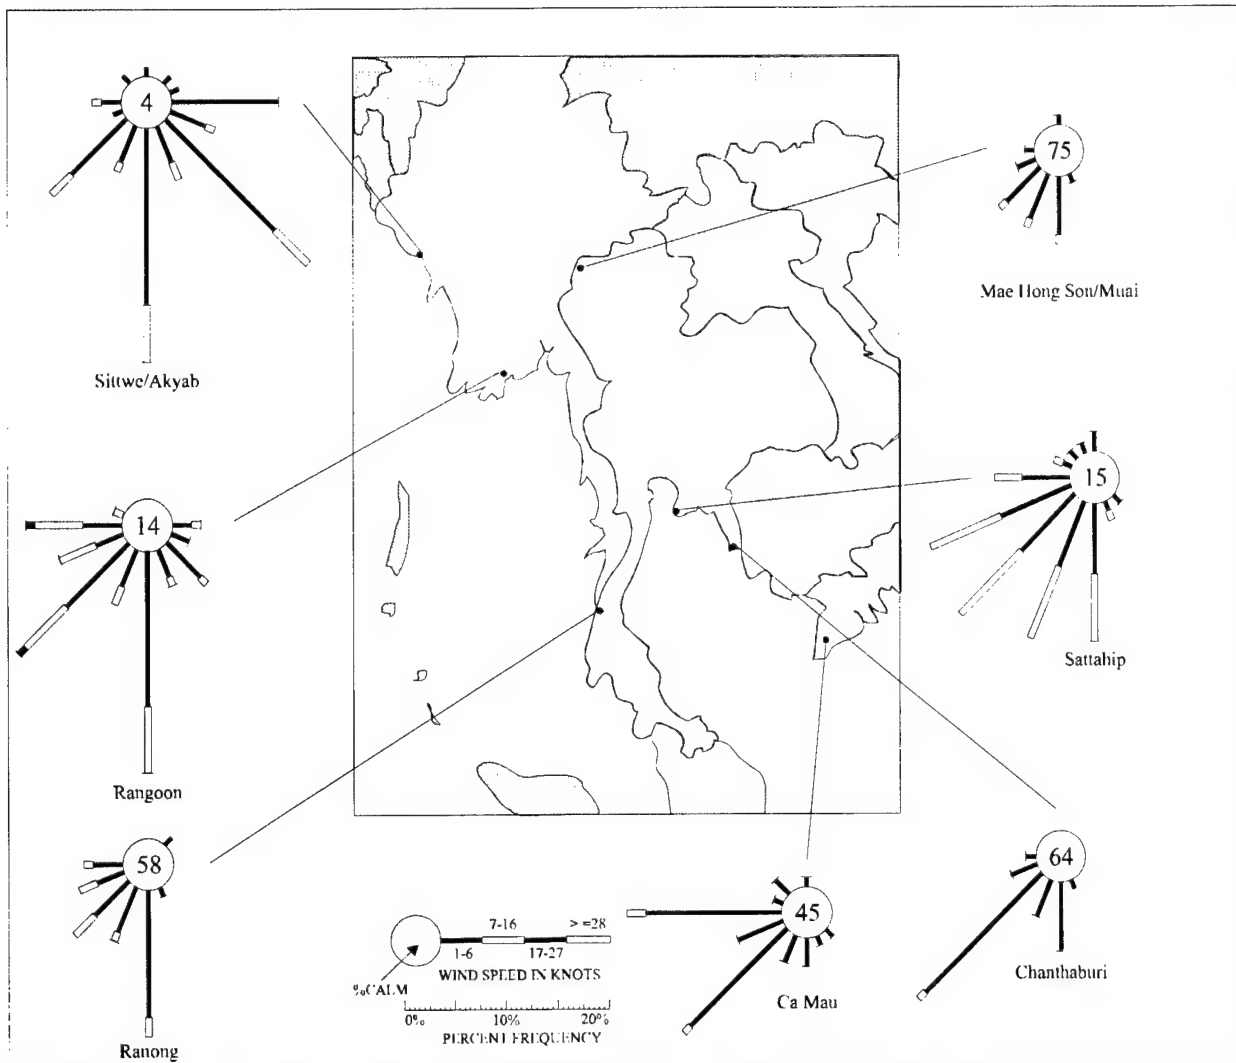 4
75
Mae Hong Son/Muai
Sittwe/Akyab
14
15
Sattahip
Rangoon
58
45
64
7-16
> =28
1-6
17-27
WIND SPEED IN KNOTS
%CALM
0%
10%
20%
PERCENT FREQUENCY
Ranong
Ca Mau
Chanthaburi